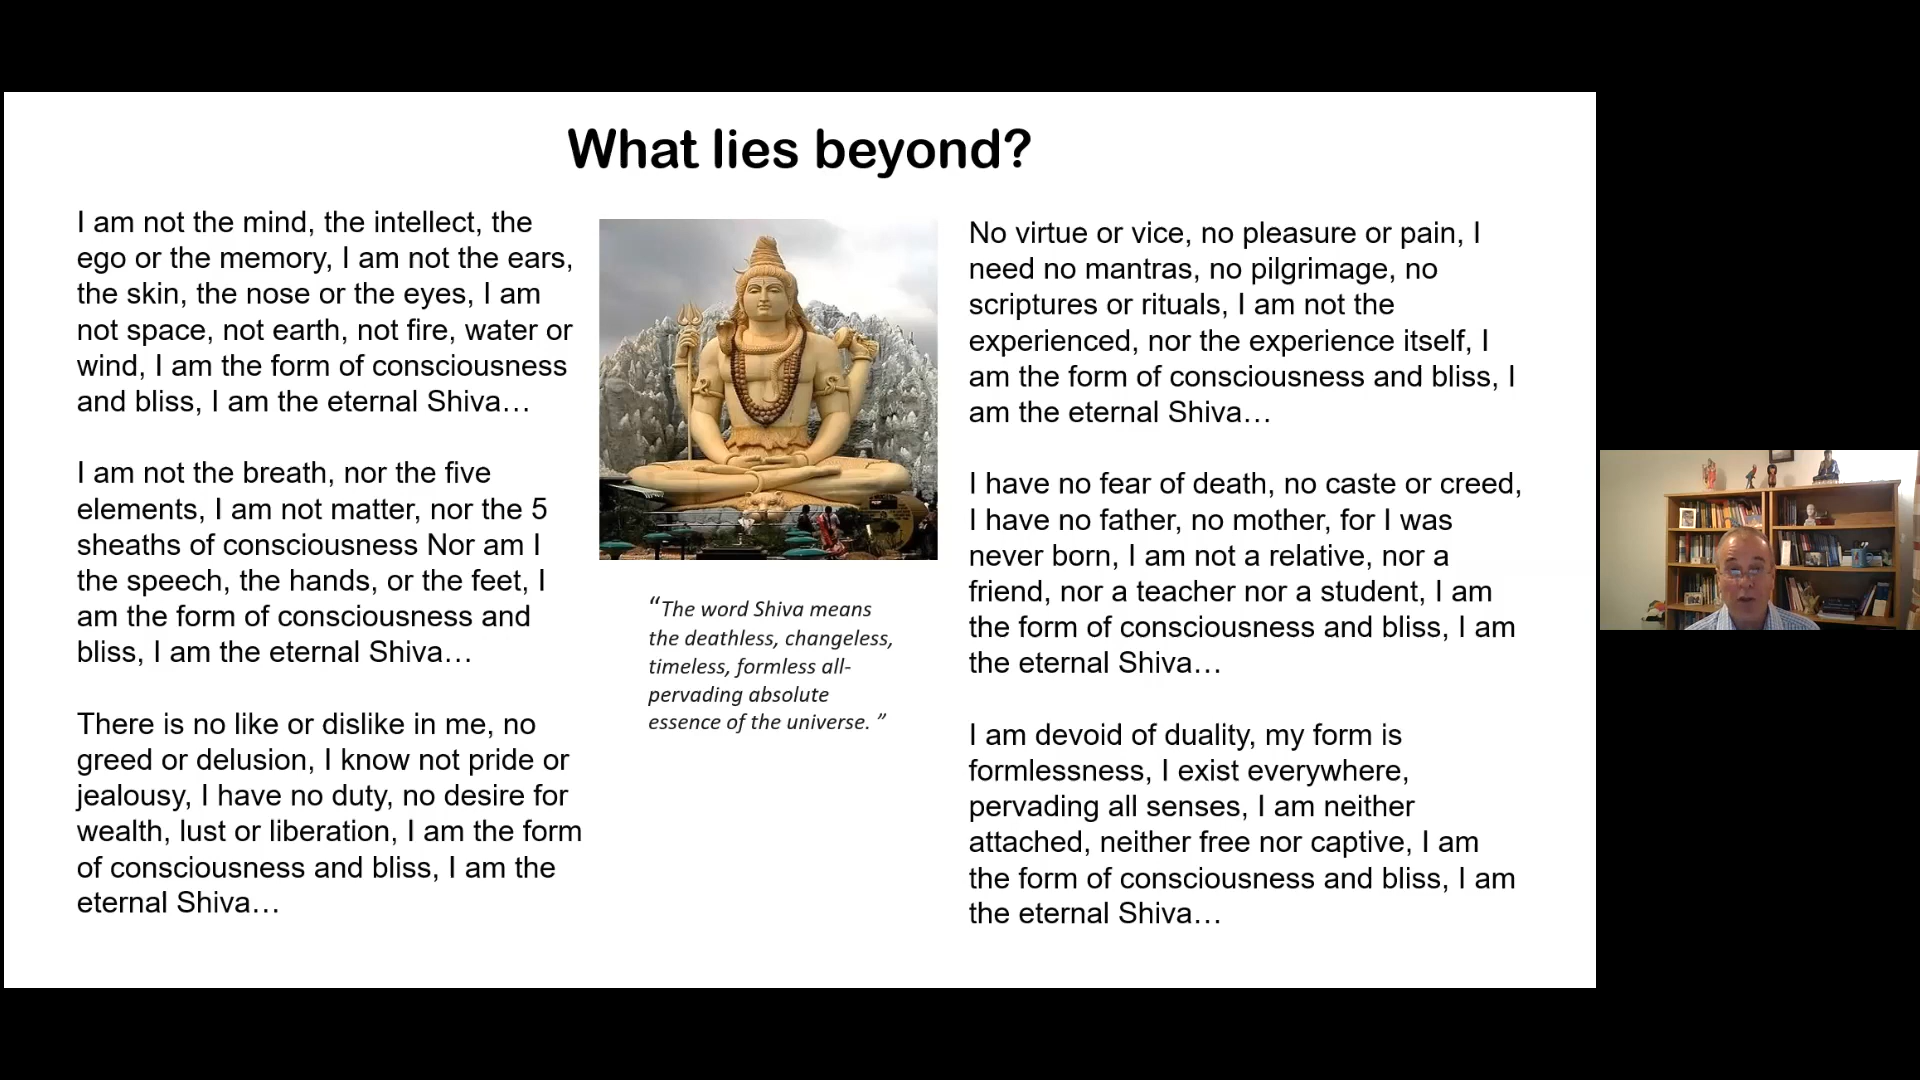 What lies beyond?
I am not the mind, the intellect, the
ego or the memory, I am not the ears,
the skin, the nose or the eyes, I am
not space, not earth, not fire, water or
wind, I am the form of consciousness
and bliss, I am the eternal Shiva…
I am not the breath, nor the five
elements, I am not matter, nor the 5
sheaths of consciousness Nor am I
the speech, the hands, or the feet, I
am the form of consciousness and
bliss, I am the eternal Shiva…
There is no like or dislike in me, no
greed or delusion, I know not pride or
jealousy, I have no duty, no desire for
wealth, lust or liberation, I am the form
of consciousness and bliss, I am the
eternal Shiva…
“The word Shiva means
the deathless, changeless,
timeless, formless all-
pervading absolute
essence of the universe. ”
No virtue or vice, no pleasure or pain, I
need no mantras, no pilgrimage, no
scriptures or rituals, I am not the
experienced, nor the experience itself, I
am the form of consciousness and bliss, I
am the eternal Shiva…
I have no fear of death, no caste or creed,
I have no father, no mother, for I was
never born, I am not a relative, nor a
friend, nor a teacher nor a student, I am
the form of consciousness and bliss, I am
the eternal Shiva…
I am devoid of duality, my form is
formlessness, I exist everywhere,
pervading all senses, I am neither
attached, neither free nor captive, I am
the form of consciousness and bliss, I am
the eternal Shiva…